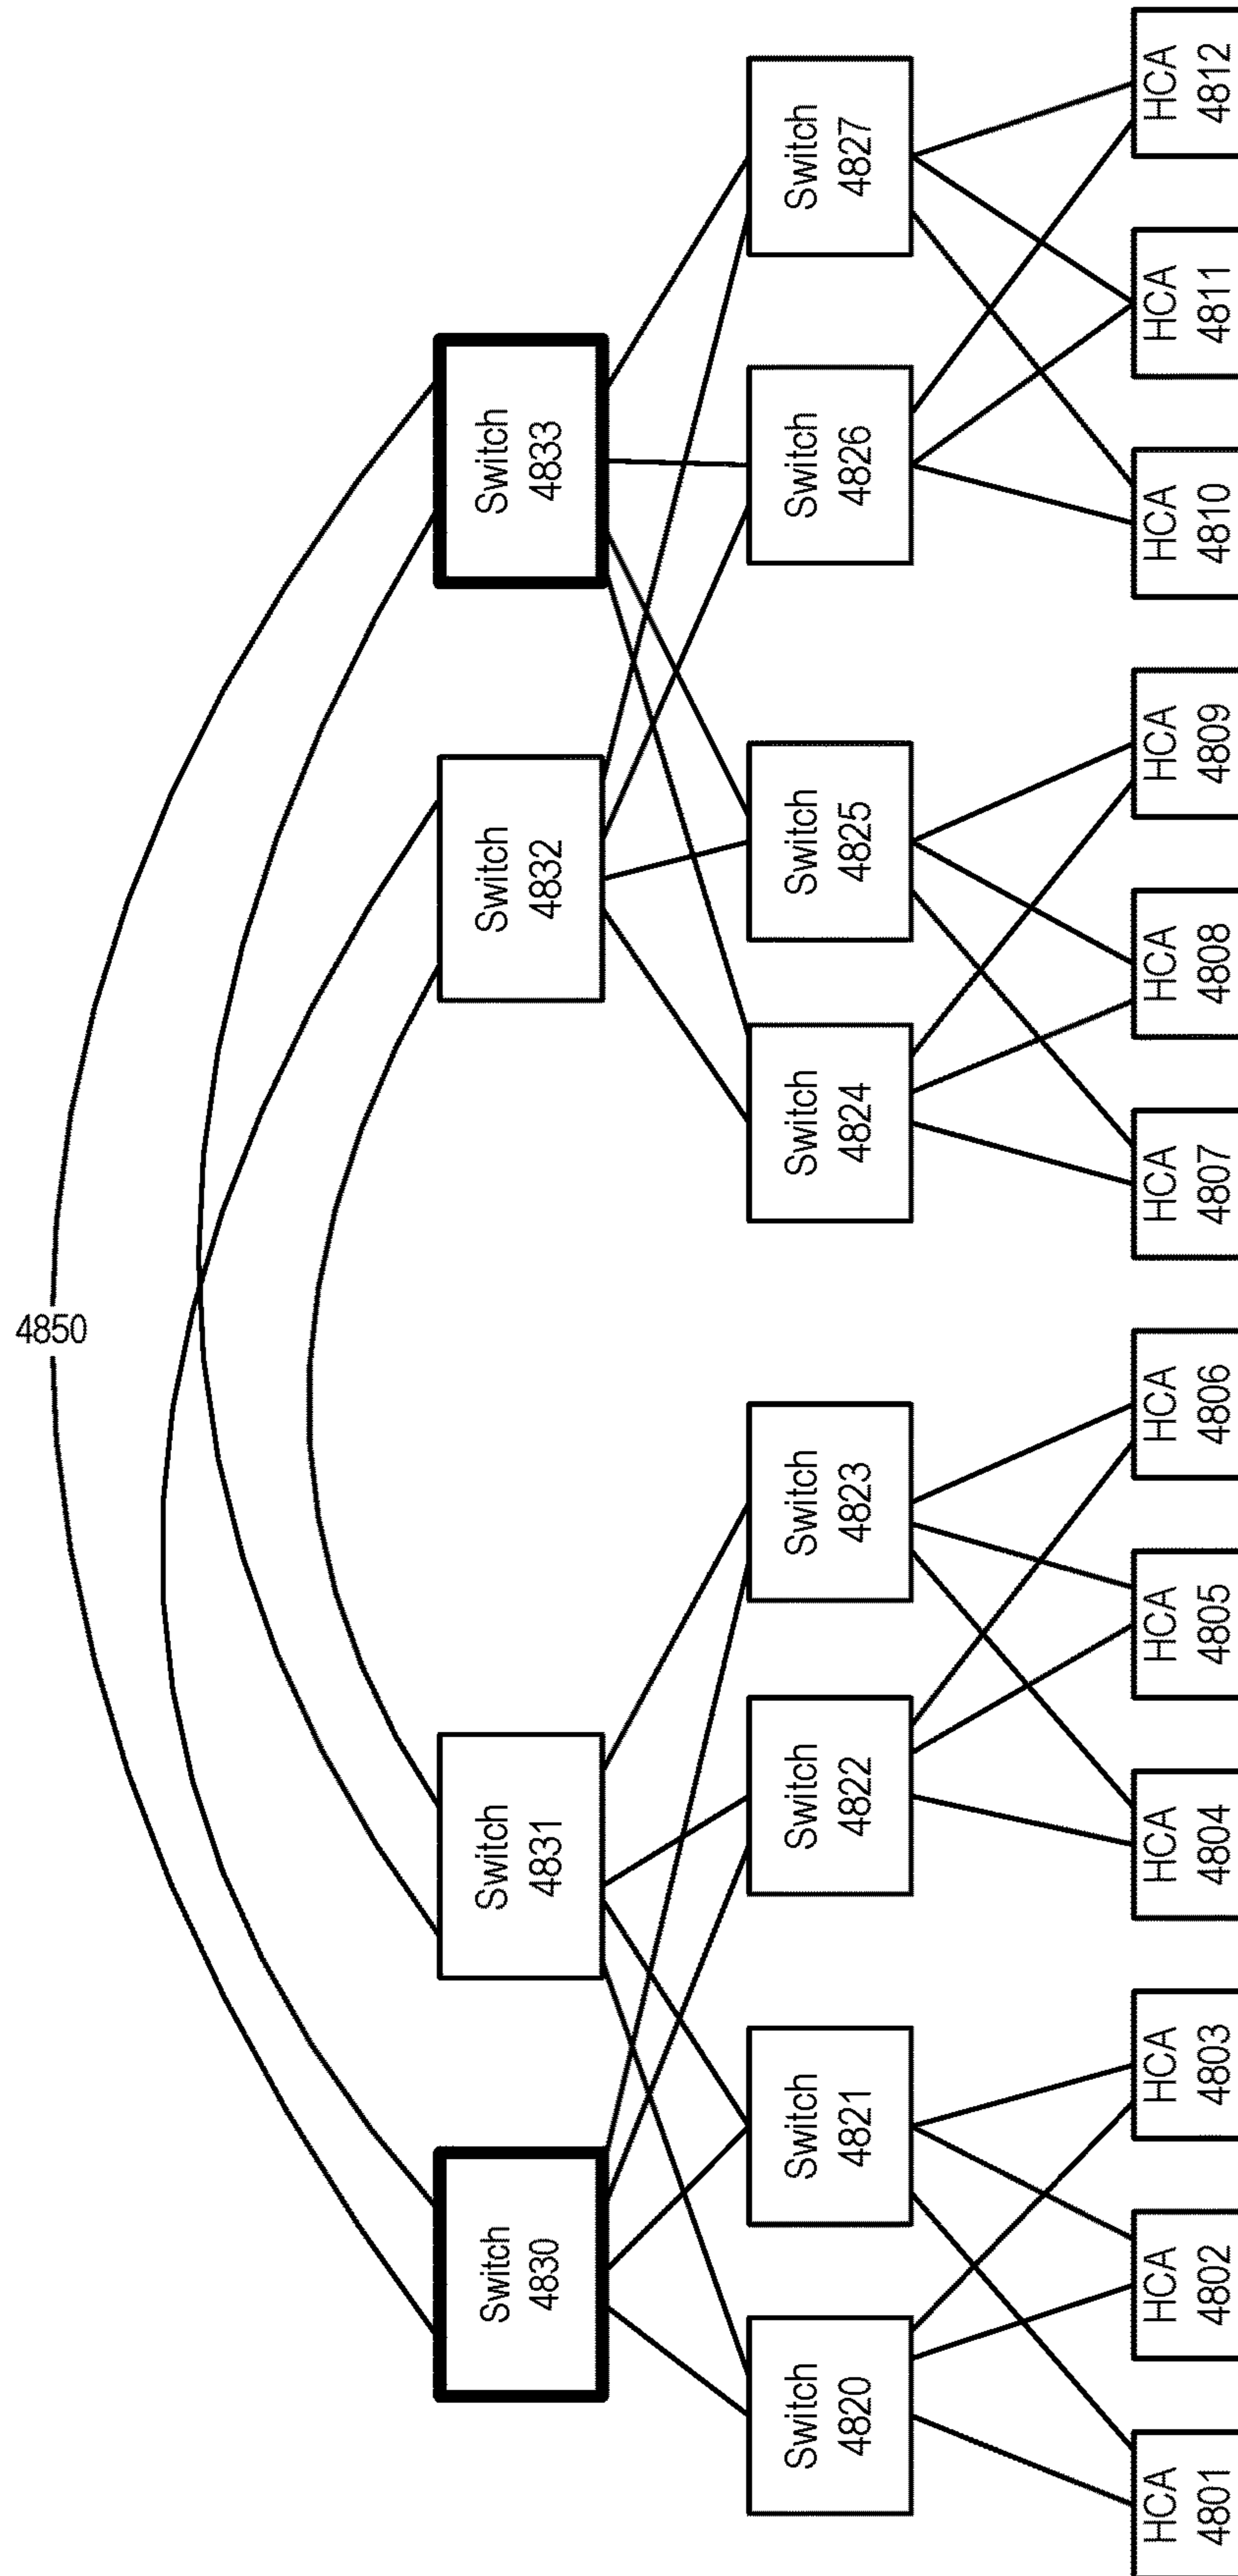 4850
Switch
4830
Switch
4831
Switch
4832
Switch
4833
Switch
4820
Switch
4821
Switch
4822
Switch
4823
Switch
4824
Switch
4825
Switch
4826
Switch
4827
HCA
4801
HCA
4802
HCA
4803
HCA
4804
HCA
4805
HCA
4806
HCA
4807
HCA
4808
HCA
4809
HCA
4810
HCA
4811
HCA
4812